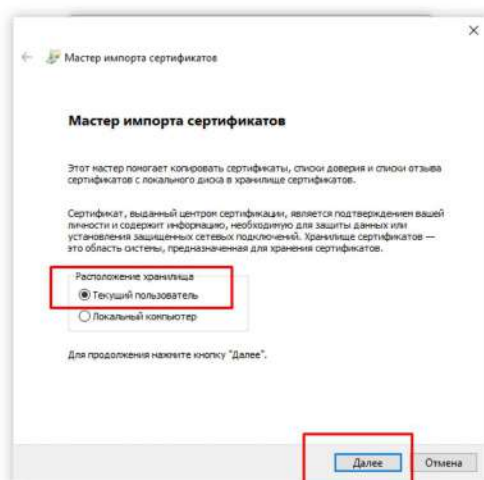 Мастер импорта сертификатов
Мастер импорта сертификатов
Этот мастер помогает копировать сертификаты, списки доверия и списки отзыва
сертификатов с локального диска в хранилище сертификатов.
Сертификат, выданный центром сертификации, является подтверждением вашей
личности и содержит информацию, необходимую для защиты данных или
установления защищенных сетевых подключений. Хранилище сертификатов —
это область системы, предназначенная для хранения сертификатов.
Расположение хранилища
Текущий пользователь
Локальный компьютер
Для продолжения нажмите кнопку "Далее".
Далее Отмена